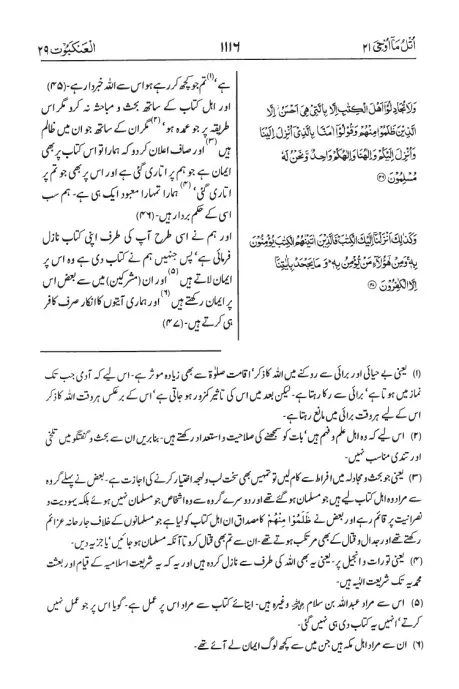 اتل ما اوحی ۲۱
۱۱۱۶
العنکبوت ۲۹
وَلَا تُجَادِلُوٓا اَهْلَ الْكِتٰبِ اِلَّا بِالَّتِىْ هِىَ اَحْسَنُ اِلَّا
الَّذِيْنَ ظَلَمُوْا مِنْهُمْ وَقُوْلُوْٓا اٰمَنَّا بِالَّذِىْٓ اُنْزِلَ اِلَيْنَا
وَاُنْزِلَ اِلَيْكُمْ وَاِلٰهُنَا وَاِلٰهُكُمْ وَاحِدٌ وَّنَحْنُ لَهٗ
مُسْلِمُوْنَ ۴۶
وَكَذٰلِكَ اَنْزَلْنَآ اِلَيْكَ الْكِتٰبَ فَالَّذِيْنَ اٰتَيْنٰهُمُ الْكِتٰبَ يُؤْمِنُوْنَ
بِهٖ وَمِنْ هٰٓؤُلَآءِ مَنْ يُّؤْمِنُ بِهٖ وَمَا يَجْحَدُ بِاٰيٰتِنَآ
اِلَّا الْكٰفِرُوْنَ ۴۷
ہے،(۱) تم جو کچھ کر رہے ہو اس سے اللہ خبردار ہے۔ (۴۵)
اور اہل کتاب کے ساتھ بحث و مباحثہ نہ کرو مگر اس
طریقہ پر جو عمدہ ہو،(۲) مگر ان کے ساتھ جو ان میں ظالم
ہیں(۳) اور صاف اعلان کر دو کہ ہمارا تو اس کتاب پر بھی
ایمان ہے جو ہم پر اتاری گئی ہے اور اس پر بھی جو تم پر
اتاری گئی،(۴) ہمارا تمہارا معبود ایک ہی ہے۔ ہم سب
اسی کے حکم بردار ہیں۔ (۴۶)
اور ہم نے اسی طرح آپ کی طرف اپنی کتاب نازل
فرمائی ہے، پس جنہیں ہم نے کتاب دی ہے وہ اس پر
ایمان لاتے ہیں(۵) اور ان (مشرکین) میں سے بعض اس
پر ایمان رکھتے ہیں(۶) اور ہماری آیتوں کا انکار صرف کافر
ہی کرتے ہیں۔ (۴۷)
(۱) یعنی بے حیائی اور برائی سے روکنے میں اللہ کا ذکر، اقامت صلوٰۃ سے بھی زیادہ موثر ہے۔ اس لیے کہ آدمی جب تک
نماز میں ہوتا ہے، برائی سے رکا رہتا ہے۔ لیکن بعد میں اس کی تاثیر کمزور ہو جاتی ہے، اس کے برعکس ہر وقت اللہ کا ذکر
اس کے لیے ہر وقت برائی میں مانع رہتا ہے۔
(۲) اس لیے کہ وہ اہل علم و فہم ہیں، بات کو سمجھنے کی صلاحیت و استعداد رکھتے ہیں۔ بنابریں ان سے بحث و گفتگو میں تلخی
اور تندی مناسب نہیں۔
(۳) یعنی جو بحث و مجادلہ میں افراط سے کام لیں تو تمہیں بھی سخت لب و لہجہ اختیار کرنے کی اجازت ہے۔ بعض نے پہلے گروہ
سے مراد وہ اہل کتاب لیے ہیں جو مسلمان ہو گئے تھے اور دوسرے گروہ سے وہ اشخاص جو مسلمان نہیں ہوئے بلکہ یہودیت و
نصرانیت پر قائم رہے اور بعض نے ظَلَمُوْا مِنْهُمْ کا مصداق ان اہل کتاب کو لیا ہے جو مسلمانوں کے خلاف جارحانہ عزائم
رکھتے تھے اور جدال و قتال کے بھی مرتکب ہوتے تھے۔ ان سے تم بھی قتال کرو تا آنکہ مسلمان ہو جائیں، یا جزیہ دیں۔
(۴) یعنی تورات و انجیل پر۔ یعنی یہ بھی اللہ کی طرف سے نازل کردہ ہیں اور یہ کہ یہ شریعت اسلامیہ کے قیام اور بعثت
محمدیہ تک شریعت الٰہیہ ہیں۔
(۵) اس سے مراد عبداللہ بن سلام رضی اللہ عنہ وغیرہ ہیں۔ ایتائے کتاب سے مراد اس پر عمل ہے۔ گویا اس پر جو عمل نہیں
کرتے، انہیں یہ کتاب دی ہی نہیں گئی۔
(۶) ان سے مراد اہل مکہ ہیں جن میں سے کچھ لوگ ایمان لے آئے تھے۔